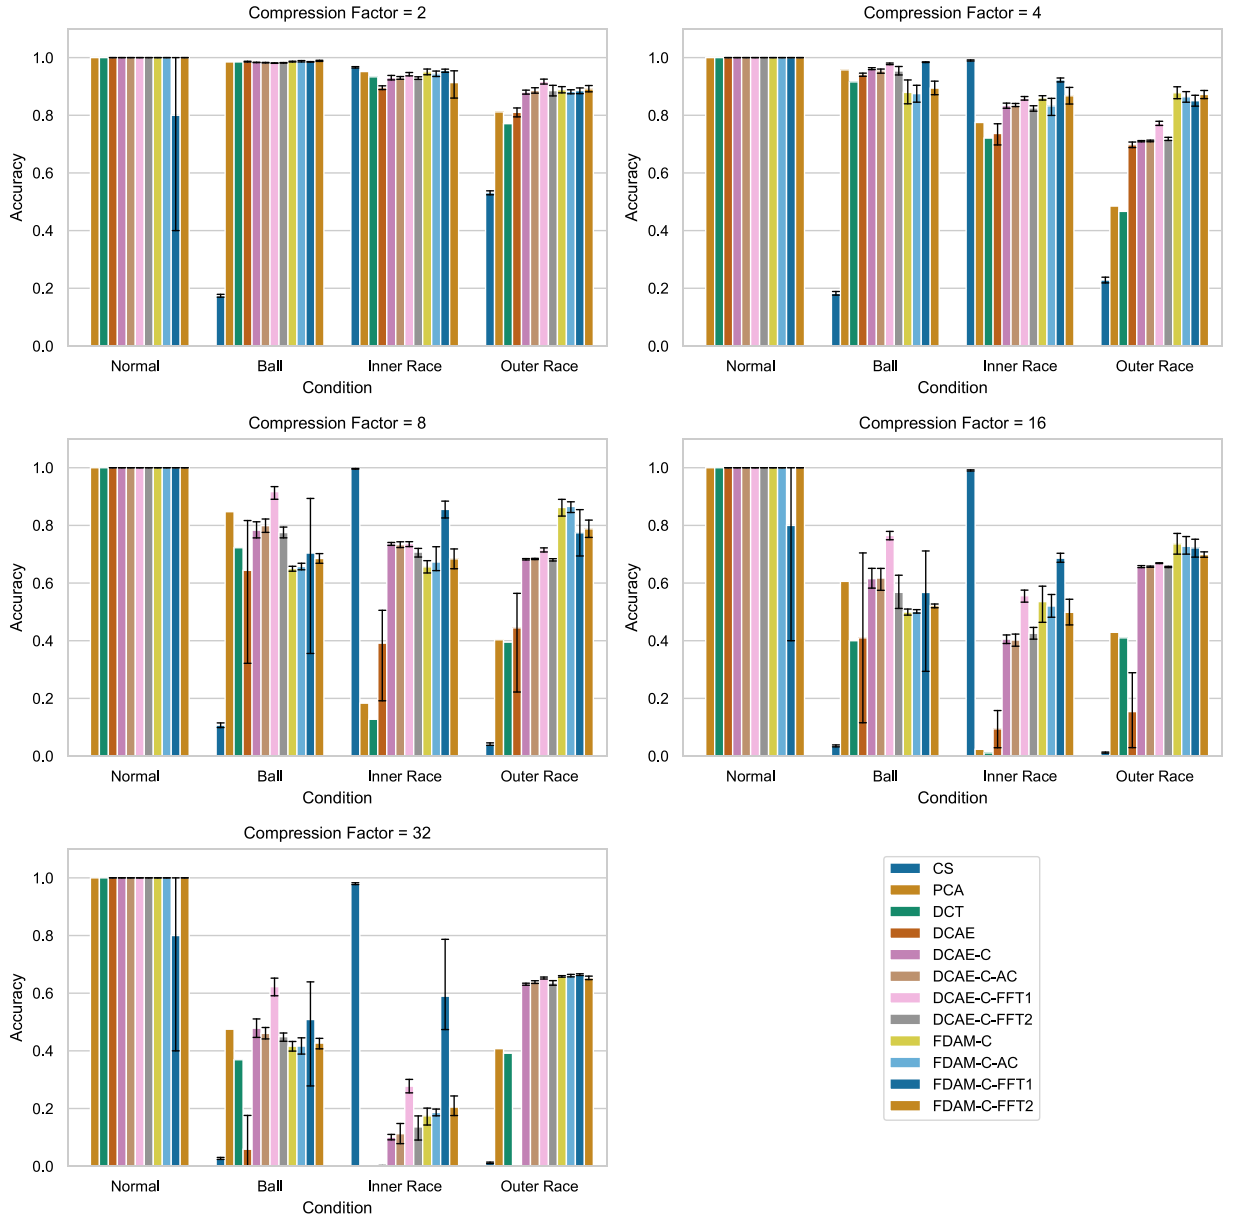 Compression Factor = 2
1.0
0.8
0.6
0.4
0.2
0.0
Accuracy
Normal
Ball
Inner Race
Outer Race
Condition
Compression Factor = 4
1.0
0.8
0.6
0.4
0.2
0.0
Accuracy
Normal
Ball
Inner Race
Outer Race
Condition
Compression Factor = 8
1.0
0.8
0.6
0.4
0.2
0.0
Accuracy
Normal
Ball
Inner Race
Outer Race
Condition
Compression Factor = 16
1.0
0.8
0.6
0.4
0.2
0.0
Accuracy
Normal
Ball
Inner Race
Outer Race
Condition
Compression Factor = 32
1.0
0.8
0.6
0.4
0.2
0.0
Accuracy
Normal
Ball
Inner Race
Outer Race
Condition
CS
PCA
DCT
DCAE
DCAE-C
DCAE-C-AC
DCAE-C-FFT1
DCAE-C-FFT2
FDAM-C
FDAM-C-AC
FDAM-C-FFT1
FDAM-C-FFT2